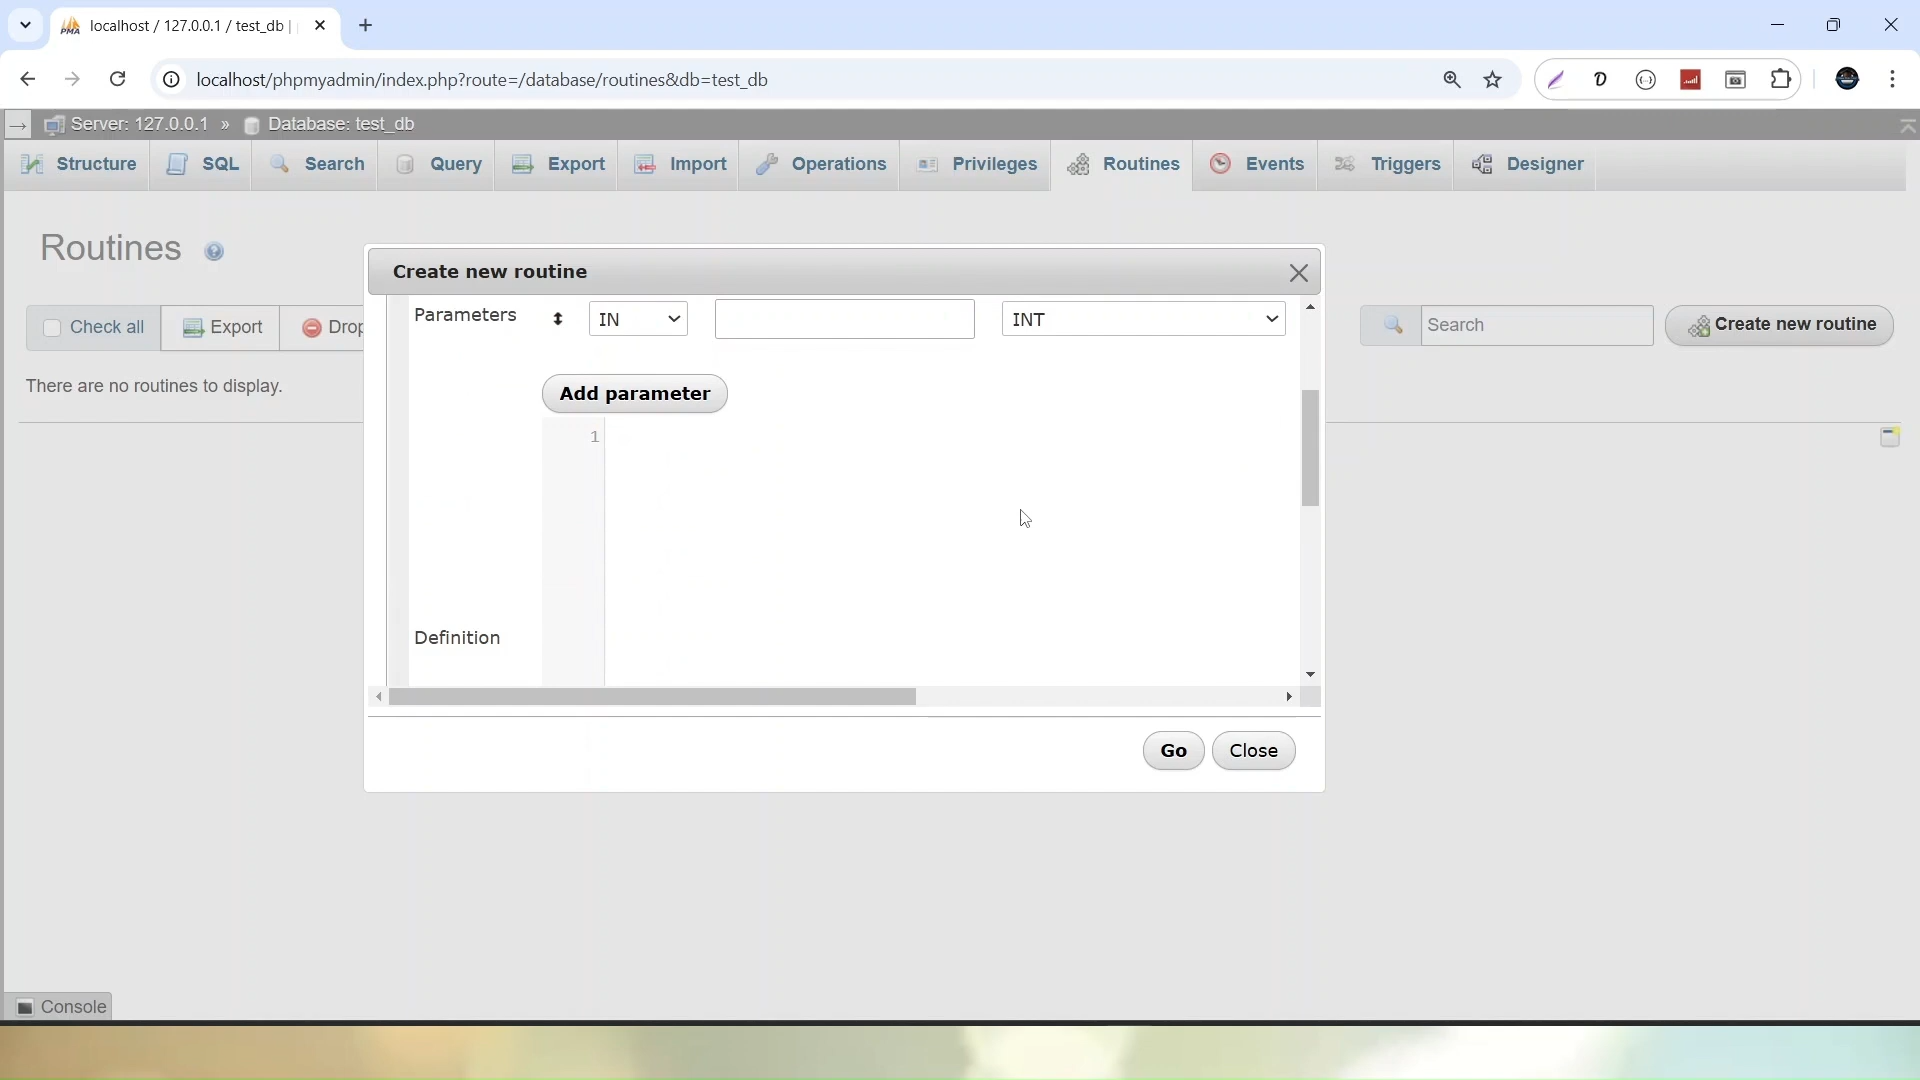 localhost / 127.0.0.1 / test_db |
localhost/phpmyadmin/index.php?route=/database/routines&db=test_db
Server: 127.0.0.1 » Database: test_db
Structure SQL Search Query Export Import Operations Privileges Routines Events Triggers Designer
Routines
Create new routine
Check all Export Drop
Search Create new routine
There are no routines to display.
Parameters IN INT
Add parameter
1
Definition
Go Close
Console